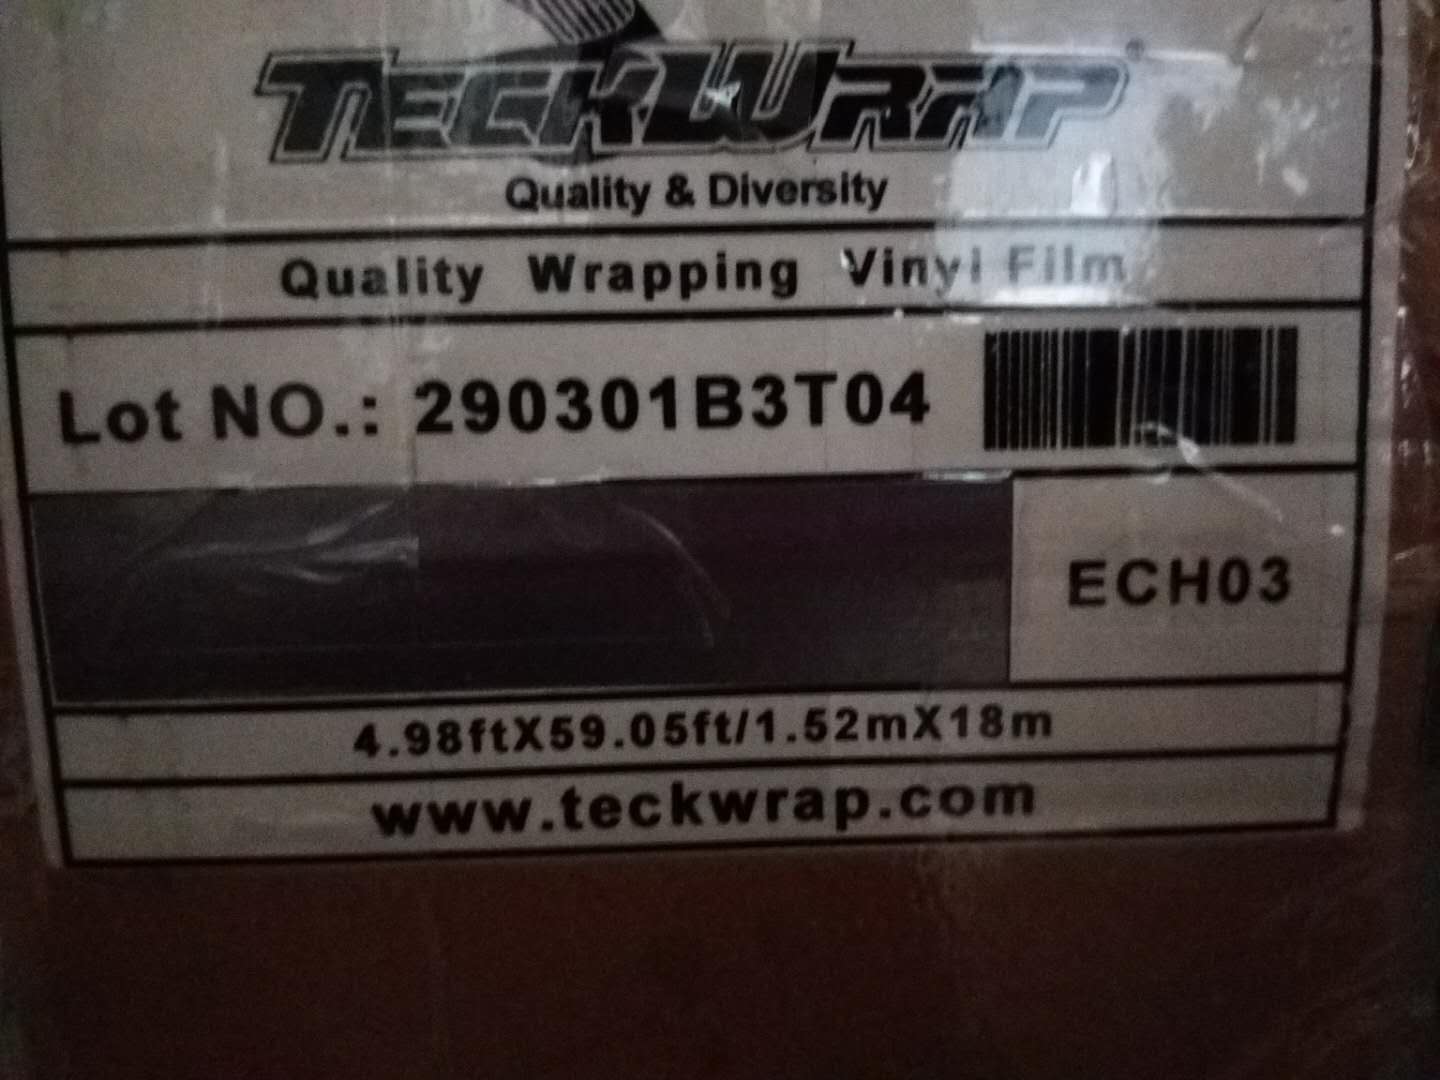 TECKWRAP®
Quality & Diversity
Quality Wrapping Vinyl Film
Lot NO.: 290301B3T04
ECH03
4.98ftX59.05ft/1.52mX18m
www.teckwrap.com